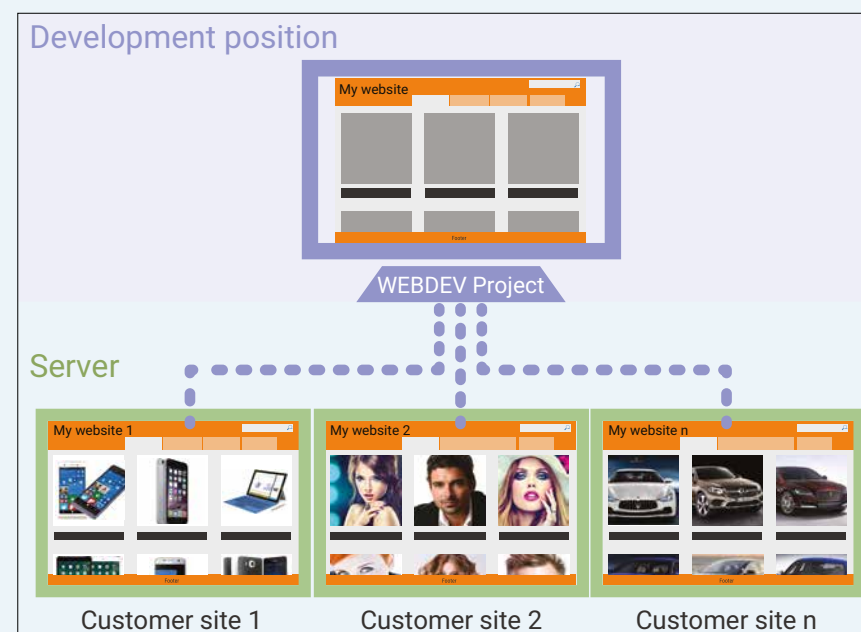 Development position
My website
Footer
WEBDEV Project
Server
My website 1
My website 2
My website n
Footer
Footer
Footer
Customer site 1
Customer site 2
Customer site n